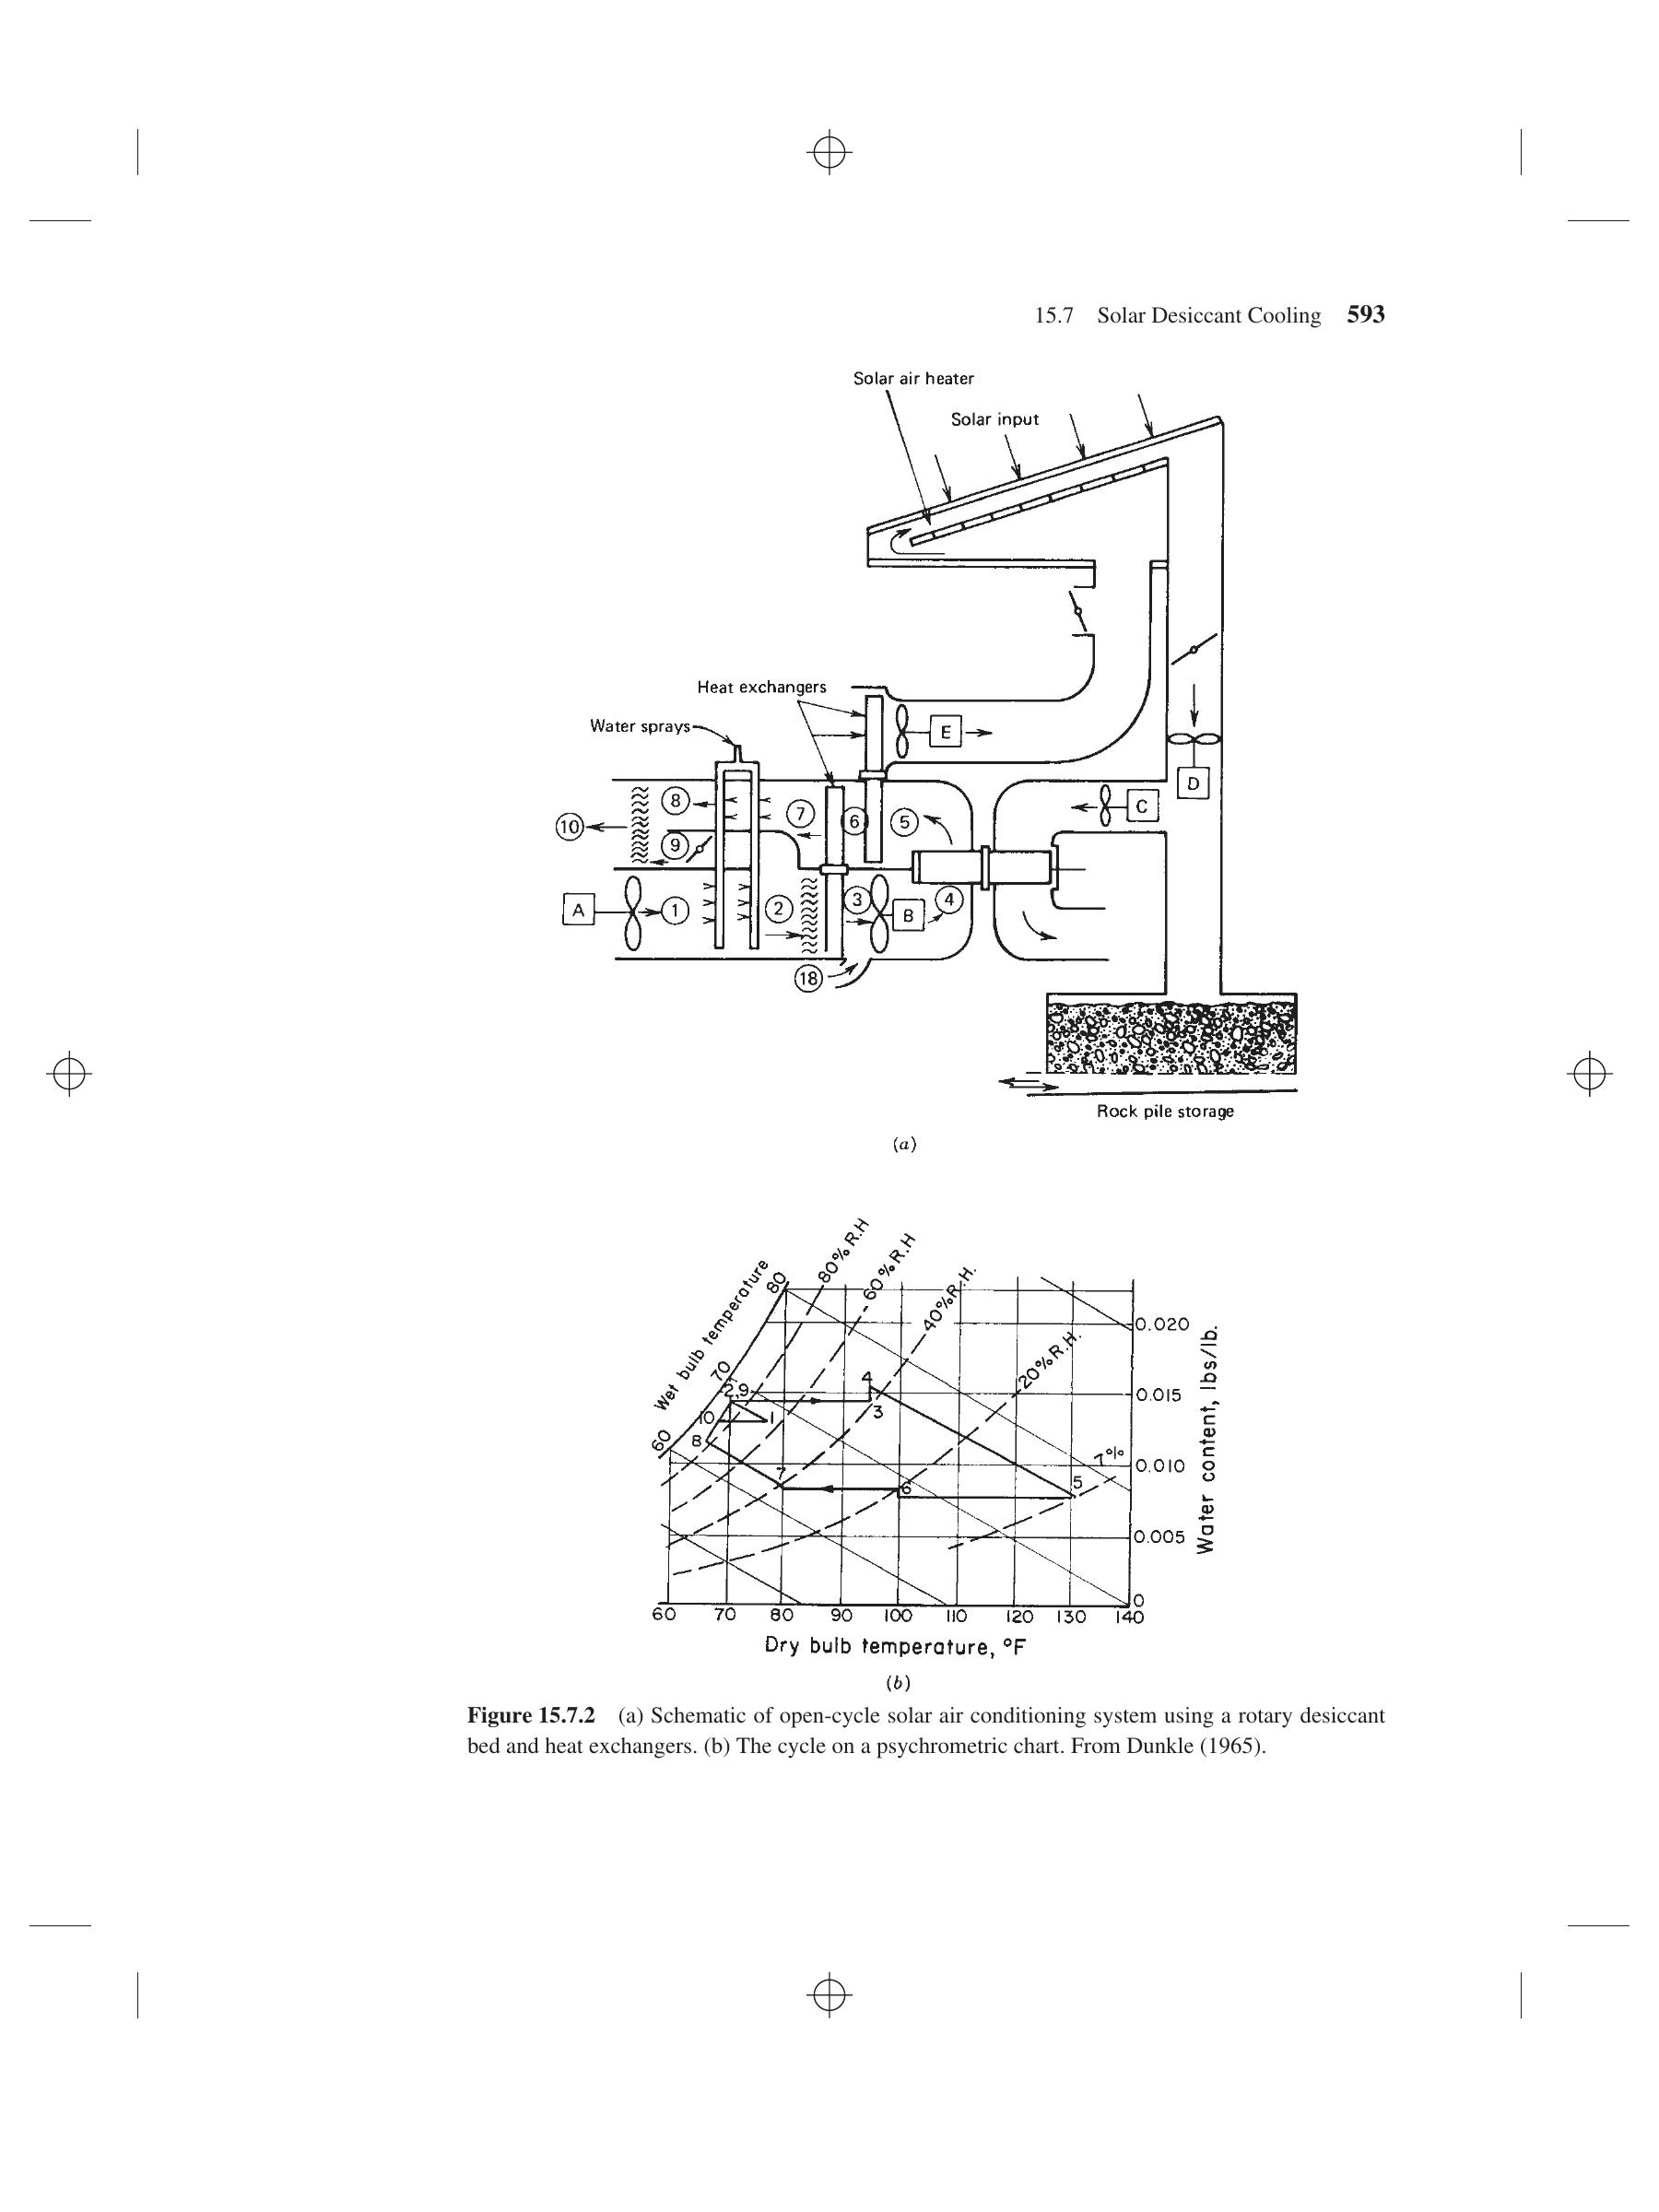 15.7 Solar Desiccant Cooling 593
Solar air heater
Solar input
Heat exchangers
Water sprays
E
D
C
8
7
6
5
10
9
A
1
2
3
B
4
18
Rock pile storage
(a)
Wet bulb temperature
60
70
80
80% R.H
60% R.H
40% R.H.
20% R.H.
7%
2,9
10
1
8
7
4
3
6
5
0.020
0.015
0.010
0.005
0
Water content, lbs/lb.
60 70 80 90 100 110 120 130 140
Dry bulb temperature, °F
(b)
Figure 15.7.2 (a) Schematic of open-cycle solar air conditioning system using a rotary desiccant
bed and heat exchangers. (b) The cycle on a psychrometric chart. From Dunkle (1965).